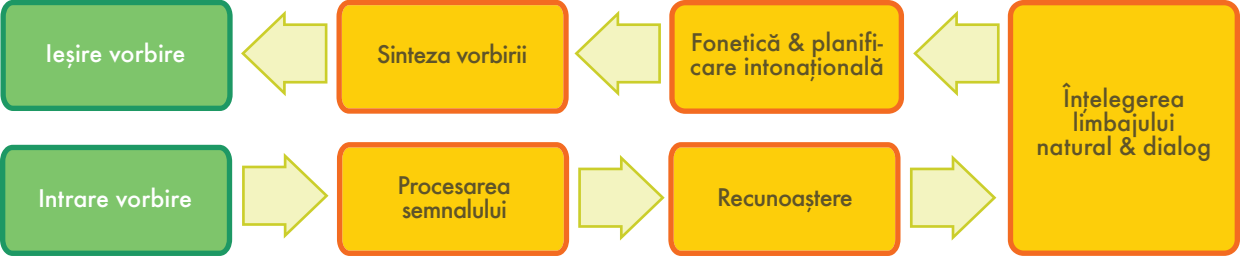 Ieșire vorbire
Sinteza vorbirii
Fonetică & planifi-
care intonațională
Înțelegerea
limbajului
natural & dialog
Intrare vorbire
Procesarea
semnalului
Recunoaștere